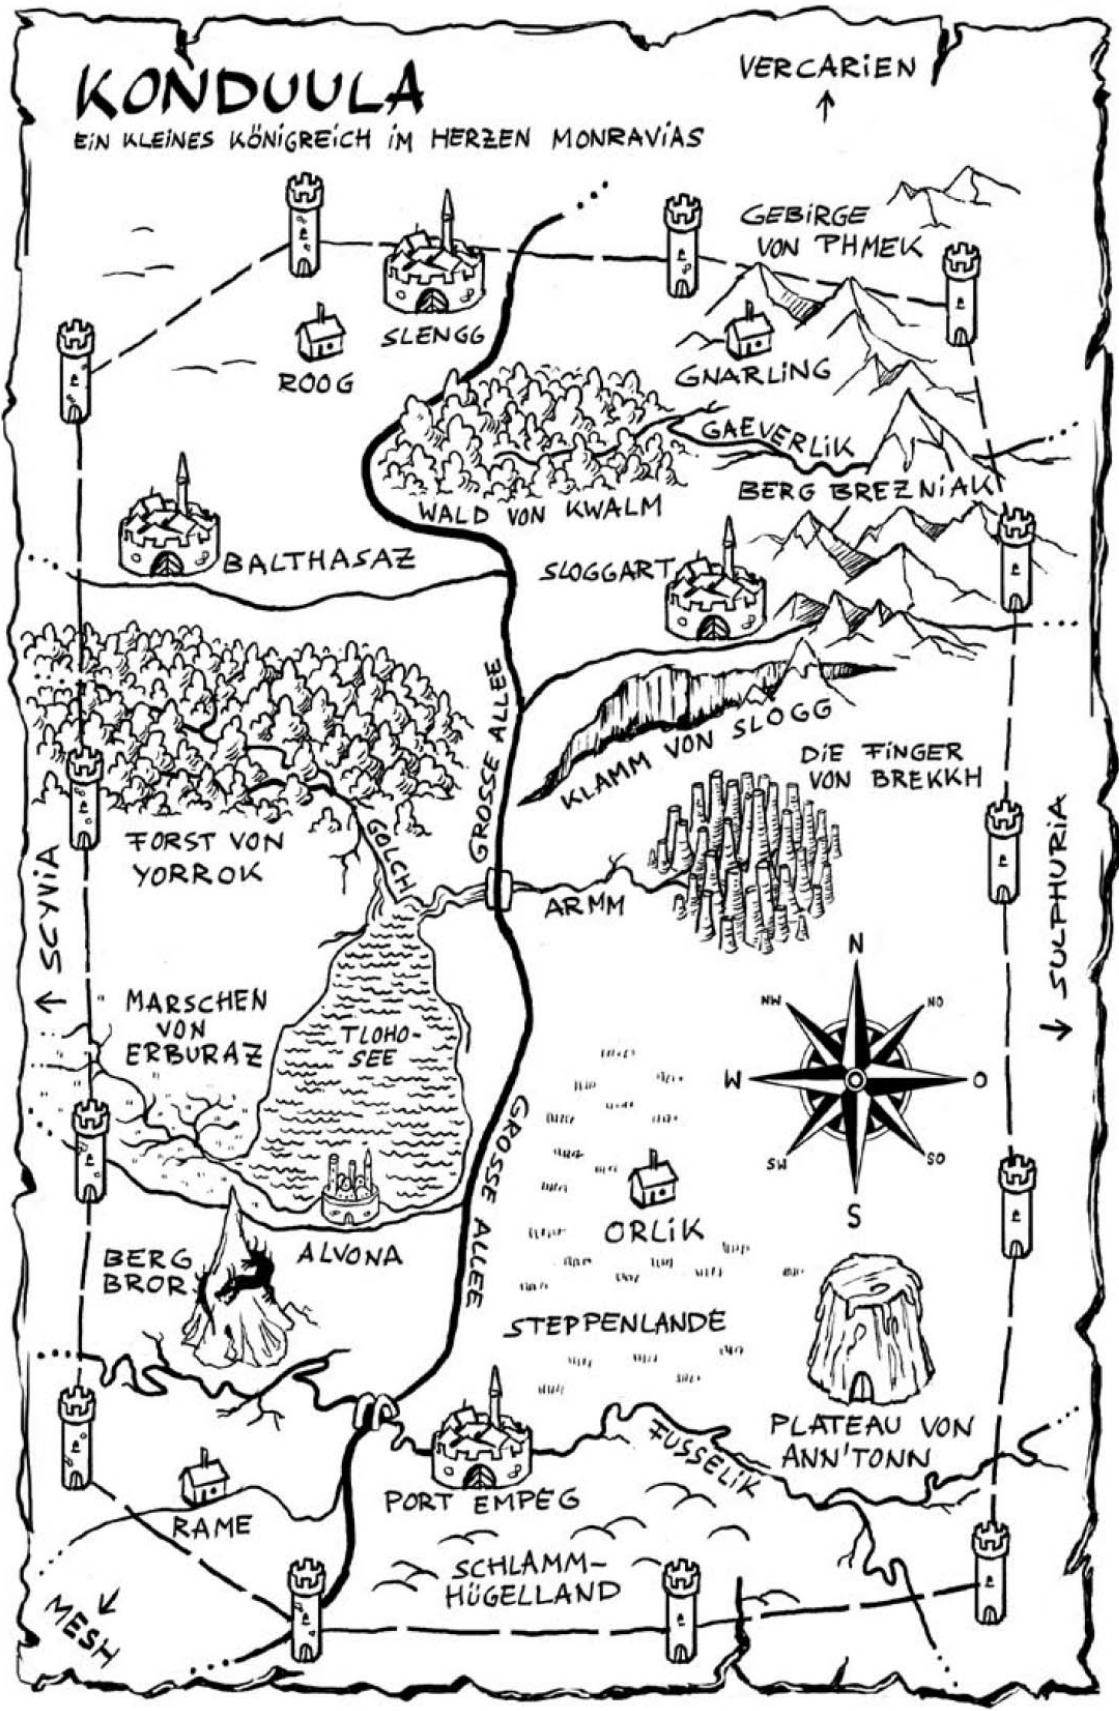 KONDUULA
EIN KLEINES KÖNIGREICH IM HERZEN MONRAVIAS
VERCARIEN
GEBIRGE
VON PHMEK
SLENGG
ROOG
GNARLING
GAEVERLIK
BERG BREZNIAK
WALD VON KWALM
BALTHASAZ
SLOGGART
GROSSE ALLEE
KLAMM VON SLOGG
DIE FINGER
VON BREKKH
FORST VON
YORROK
GOLCH
ARMM
SCYVIA
SULPHURIA
MARSCHEN
VON
ERBURAZ
TLOHO-
SEE
N
NW
NO
W
O
SW
SO
S
GROSSE ALLEE
ORLIK
ALVONA
BERG
BROR
STEPPENLANDE
PLATEAU VON
ANN'TONN
FUSSELIK
PORT EMPEG
RAME
SCHLAMM-
HÜGELLAND
MESH